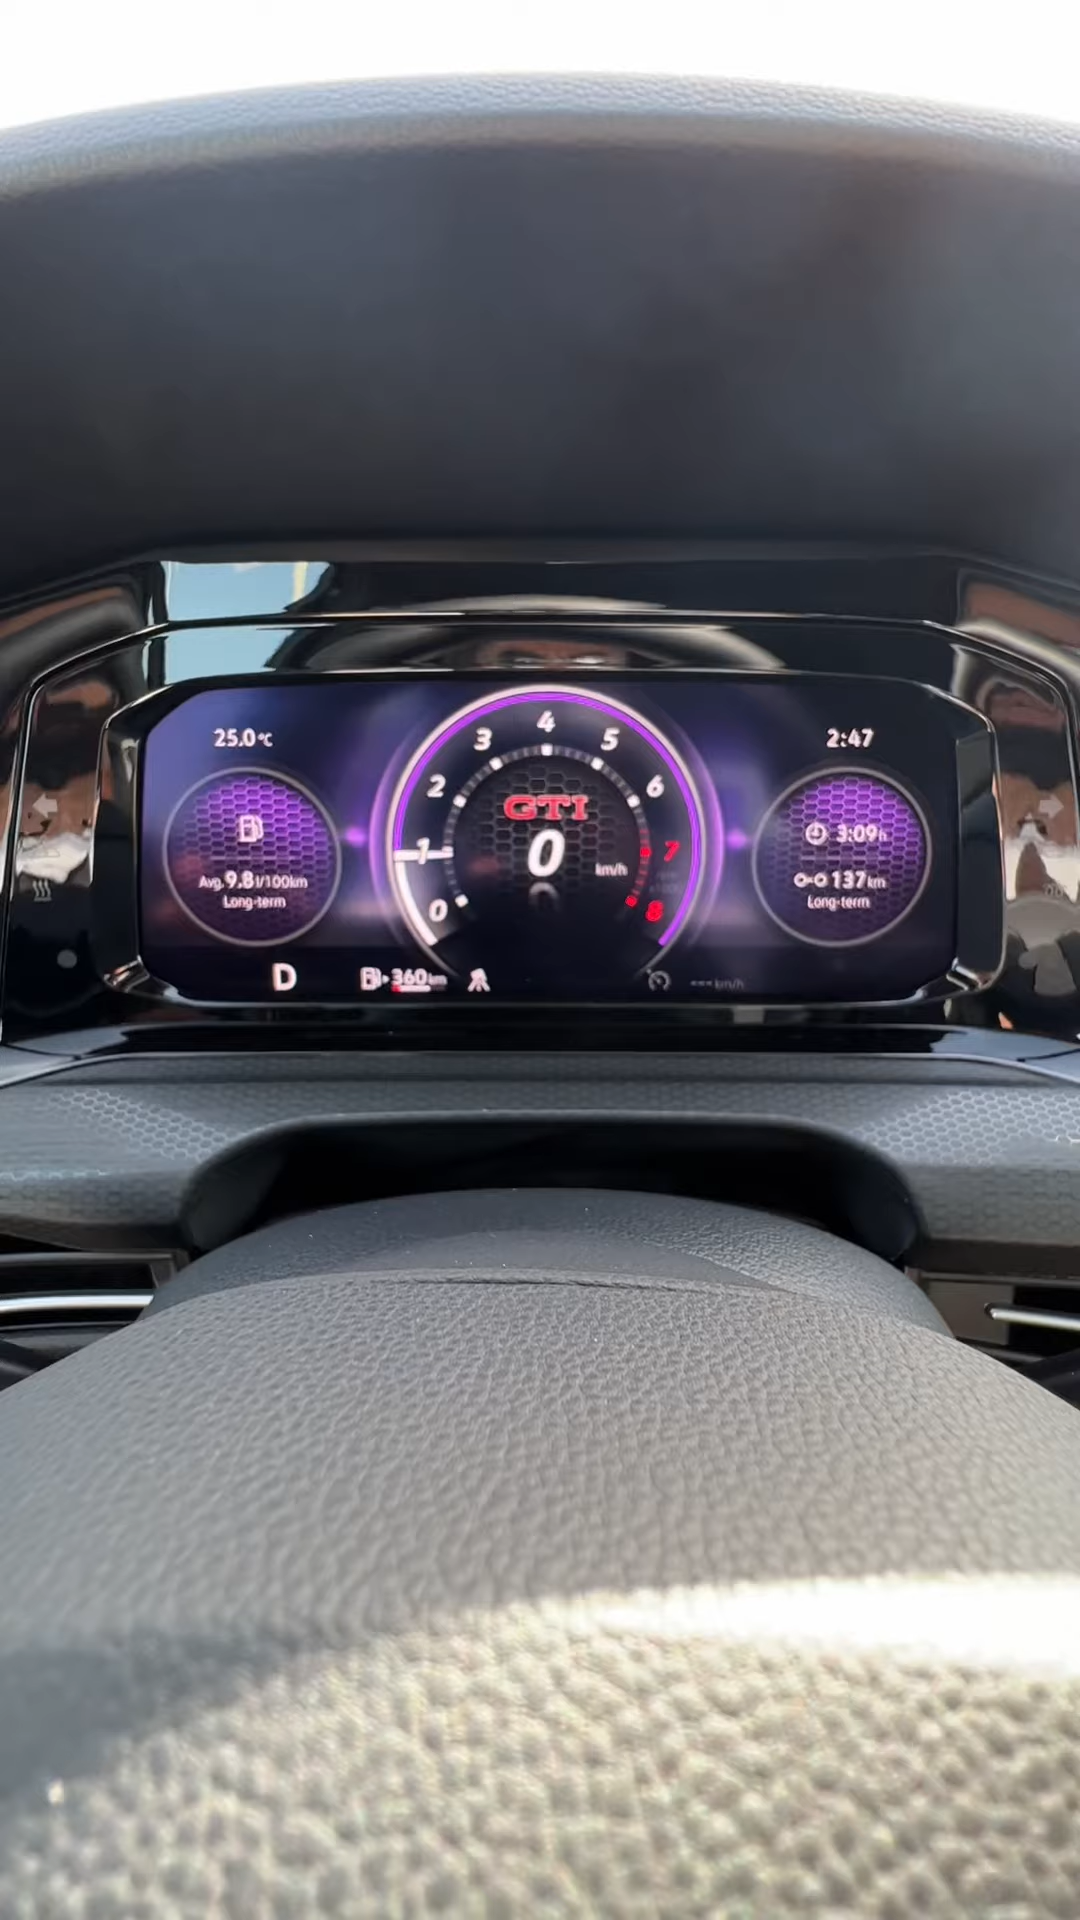 25.0°C
2:47
Avg. 9.8 l/100km
Long-term
0
1
2
3
4
5
6
7
8
GTI
0 km/h
3:09h
137 km
Long-term
D
360 km
--- km/h